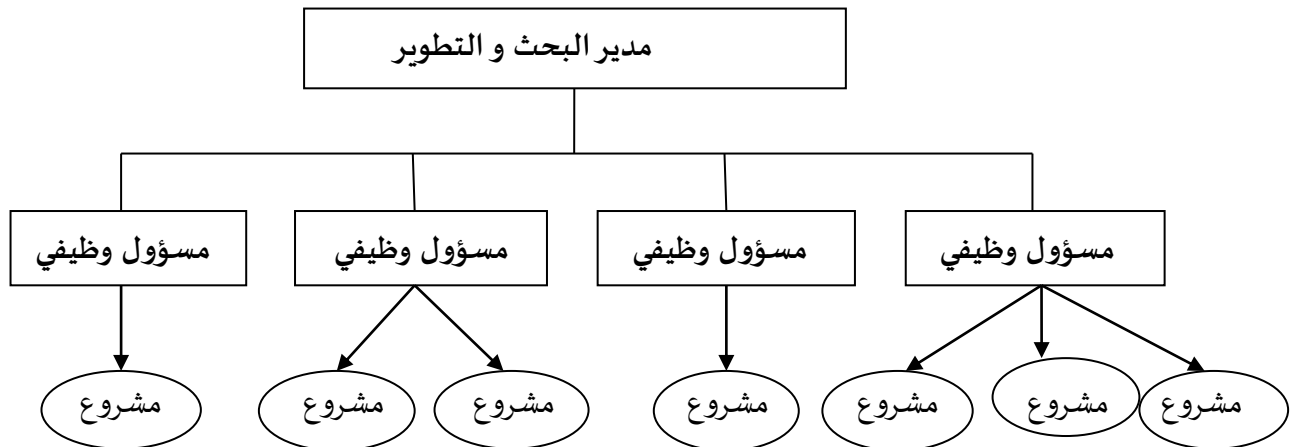 مدير البحث و التطوير
مسؤول وظيفي
مسؤول وظيفي
مسؤول وظيفي
مسؤول وظيفي
مشروع
مشروع
مشروع
مشروع
مشروع
مشروع
مشروع